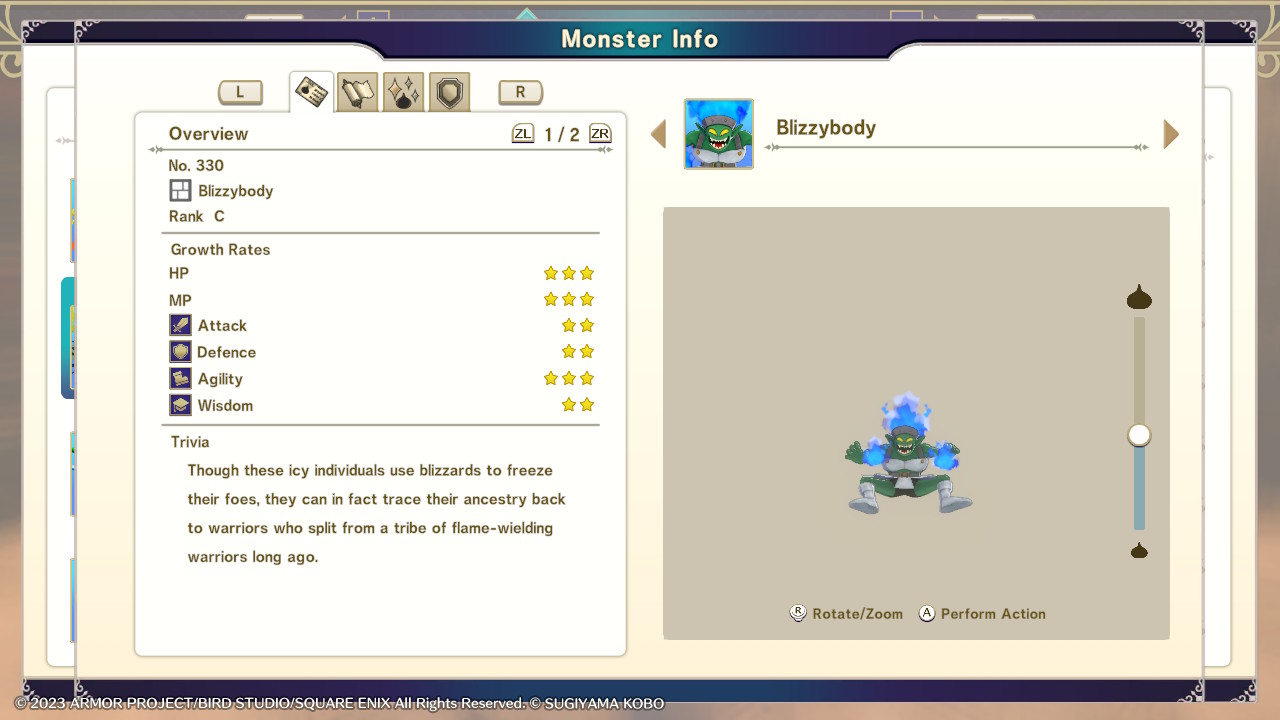 Monster Info
L
R
Overview
ZL 1 / 2 ZR
No. 330
Blizzybody
Rank C
Growth Rates
HP
MP
Attack
Defence
Agility
Wisdom
Trivia
Though these icy individuals use blizzards to freeze
their foes, they can in fact trace their ancestry back
to warriors who split from a tribe of flame-wielding
warriors long ago.
Blizzybody
R Rotate/Zoom A Perform Action
© 2023 ARMOR PROJECT/BIRD STUDIO/SQUARE ENIX All Rights Reserved. © SUGIYAMA KOBO